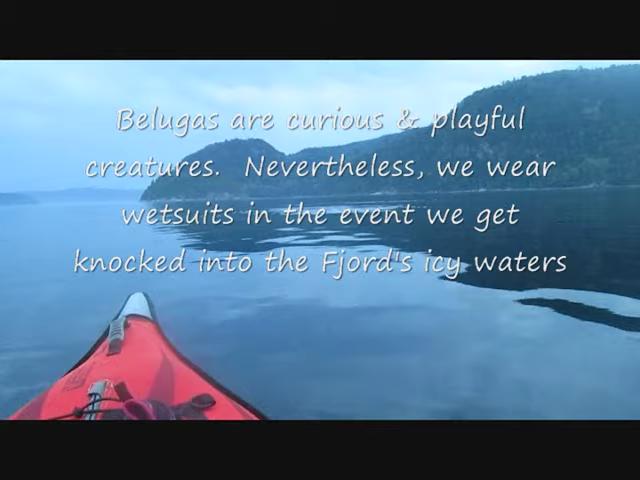 Belugas are curious & playful
creatures. Nevertheless, we wear
wetsuits in the event we get
knocked into the Fjord's icy waters